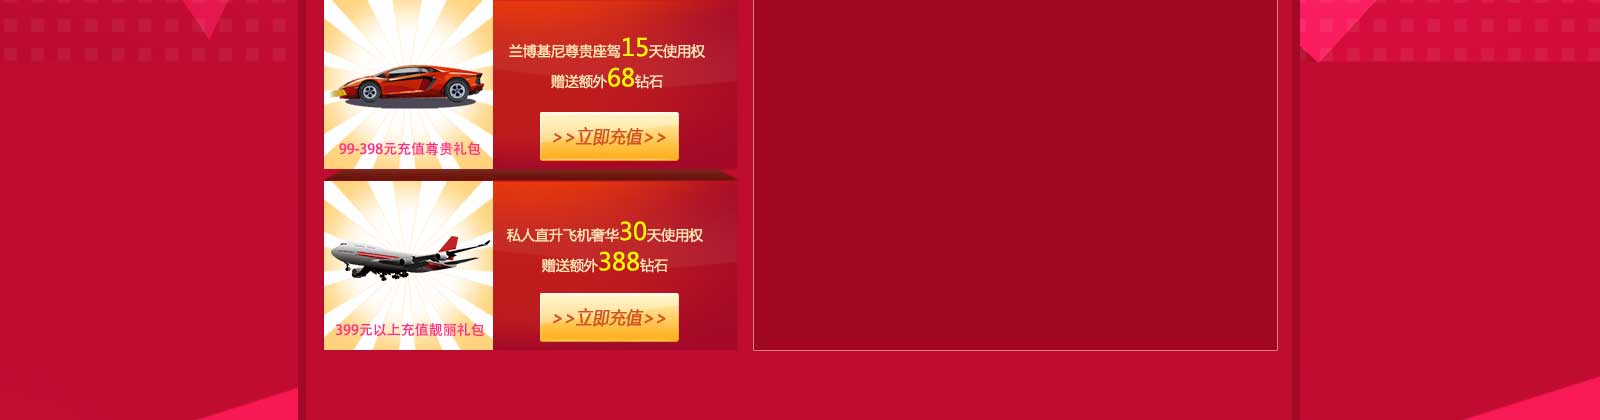 兰博基尼尊贵座驾15天使用权
赠送额外68钻石
>>立即充值>>
99-398元充值尊贵礼包
私人直升飞机奢华30天使用权
赠送额外388钻石
>>立即充值>>
399元以上充值靓丽礼包